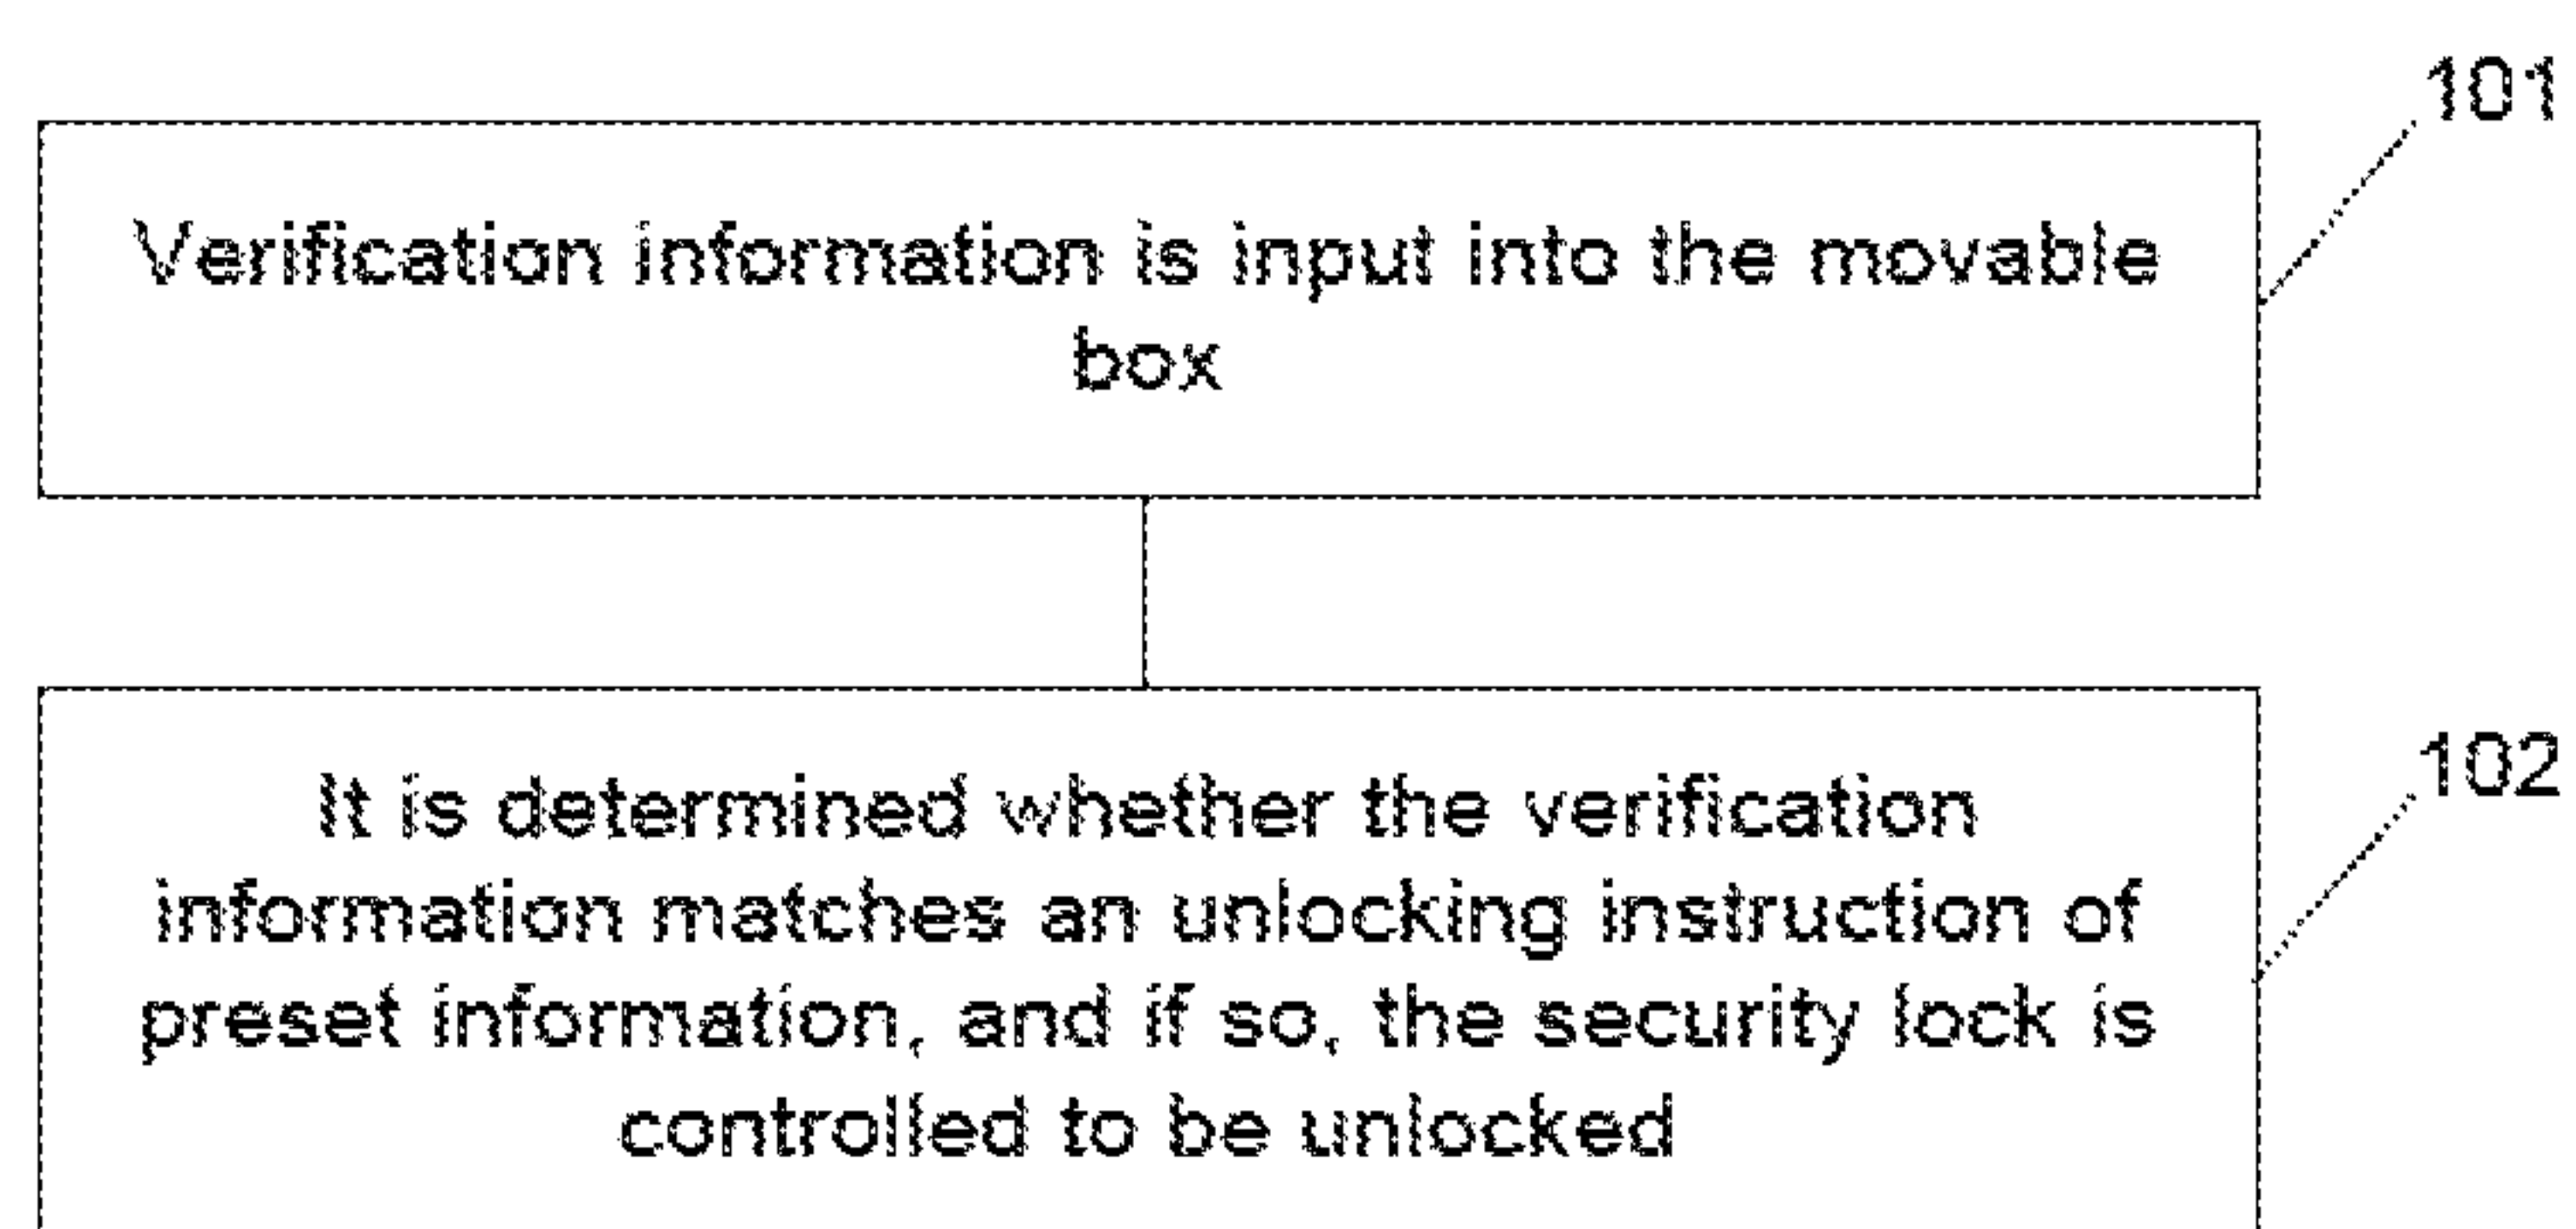 101
Verification information is input into the movable
box
102
It is determined whether the verification
information matches an unlocking instruction of
preset information, and if so, the security lock is
controlled to be unlocked